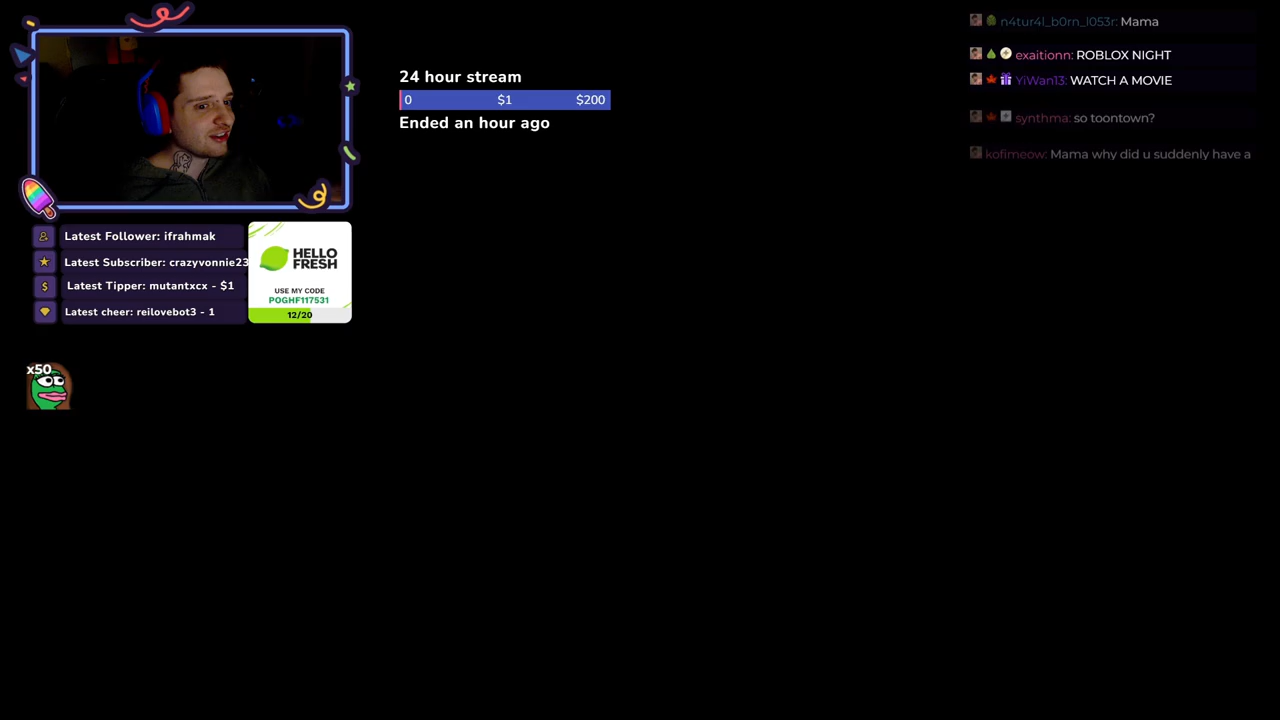 24 hour stream
0 $1 $200
Ended an hour ago
Latest Follower: ifrahmak
Latest Subscriber: crazyvonnie23
Latest Tipper: mutantxcx - $1
Latest cheer: reilovebot3 - 1
HELLO
FRESH
USE MY CODE
POGHF117531
12/20
x50
n4tur4l_b0rn_l053r: Mama
exaitionn: ROBLOX NIGHT
YiWan13: WATCH A MOVIE
synthma: so toontown?
kofimeow: Mama why did u suddenly have a